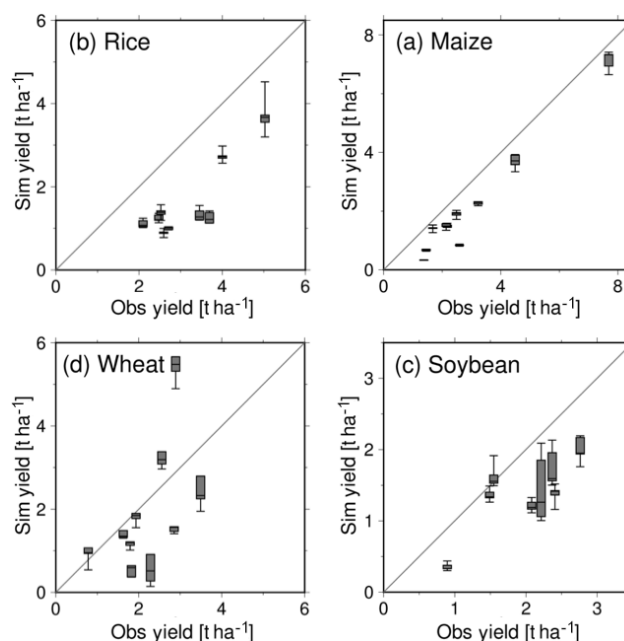 (b) Rice
Sim yield [t ha-1]
6
4
2
0
0 2 4 6
Obs yield [t ha-1]
(a) Maize
Sim yield [t ha-1]
8
4
0
0 4 8
Obs yield [t ha-1]
(d) Wheat
Sim yield [t ha-1]
6
4
2
0
0 2 4 6
Obs yield [t ha-1]
(c) Soybean
Sim yield [t ha-1]
3
2
1
0
0 1 2 3
Obs yield [t ha-1]